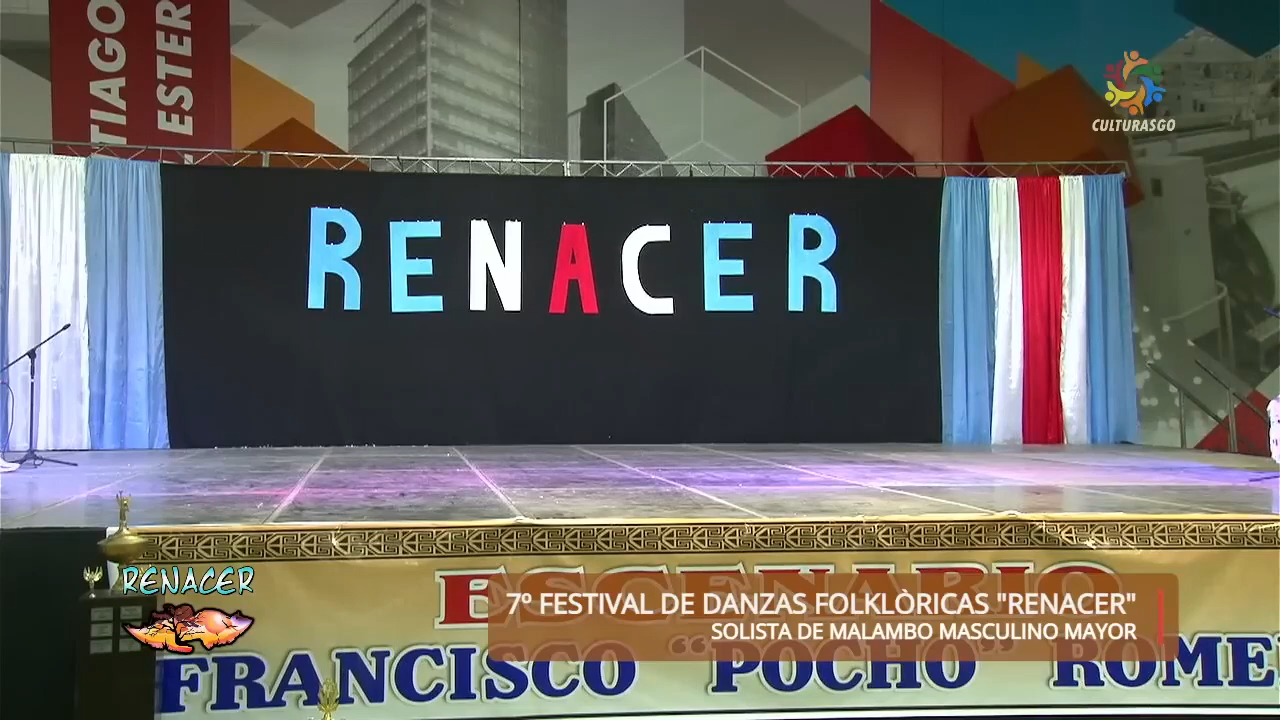 TIAGO
ESTER
CULTURASGO
RENACER
RENACER
ESCENARIO
7º FESTIVAL DE DANZAS FOLKLÒRICAS "RENACER"
SOLISTA DE MALAMBO MASCULINO MAYOR
FRANCISCO “POCHO” ROME